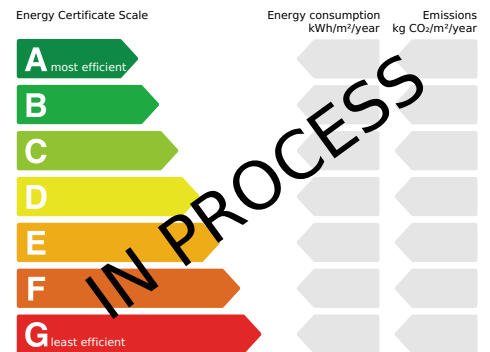 Energy Certificate Scale
Energy consumption
kWh/m²/year
Emissions
kg CO₂/m²/year
A most efficient
B
C
D
E
F
G least efficient
IN PROCESS